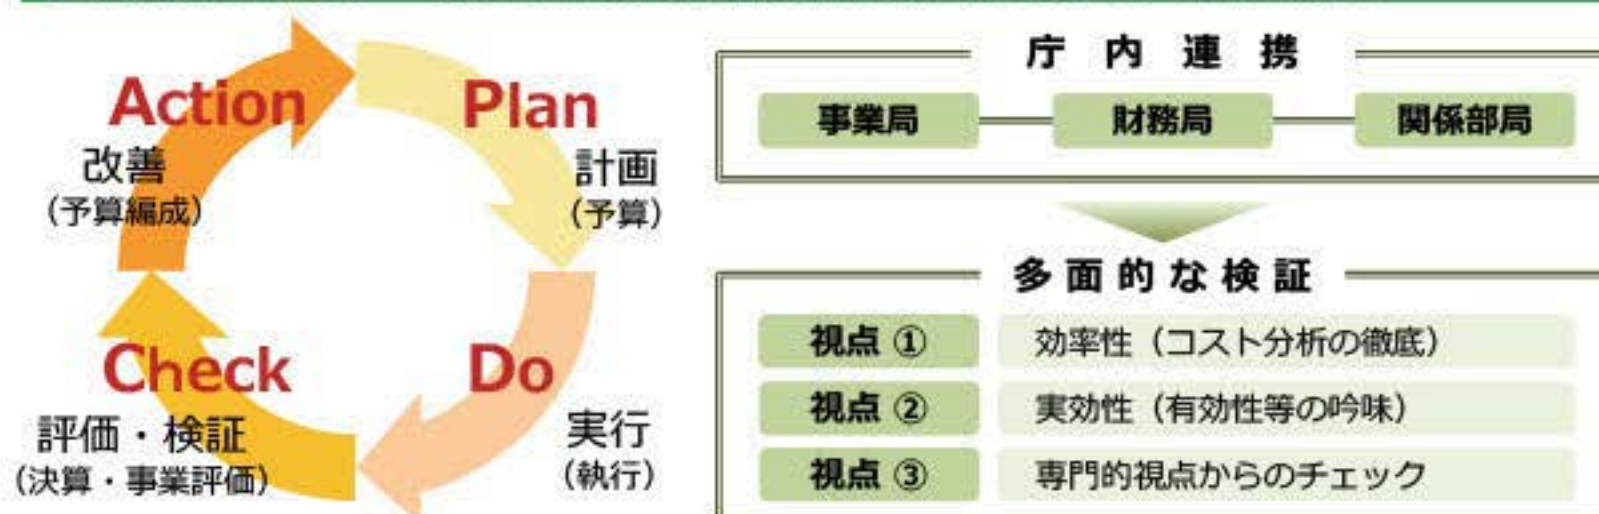 Action
改善
（予算編成）
Plan
計画
（予算）
Do
実行
（執行）
Check
評価・検証
（決算・事業評価）
庁内連携
事業局
財務局
関係部局
多面的な検証
視点 ①
効率性（コスト分析の徹底）
視点 ②
実効性（有効性等の吟味）
視点 ③
専門的視点からのチェック